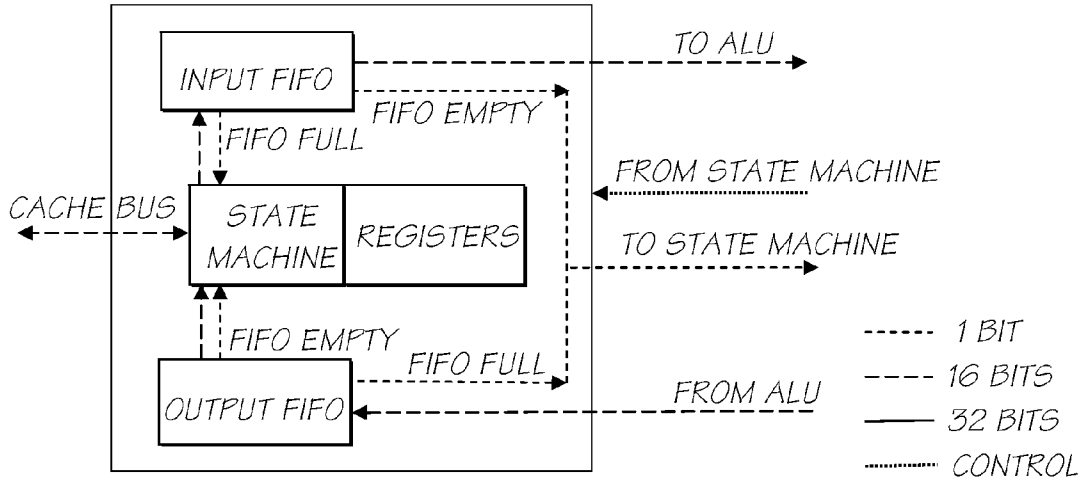 TO ALU
INPUT FIFO
FIFO EMPTY
FIFO FULL
FROM STATE MACHINE
CACHE BUS
STATE
MACHINE
REGISTERS
TO STATE MACHINE
FIFO EMPTY
FIFO FULL
OUTPUT FIFO
FROM ALU
1 BIT
16 BITS
32 BITS
CONTROL